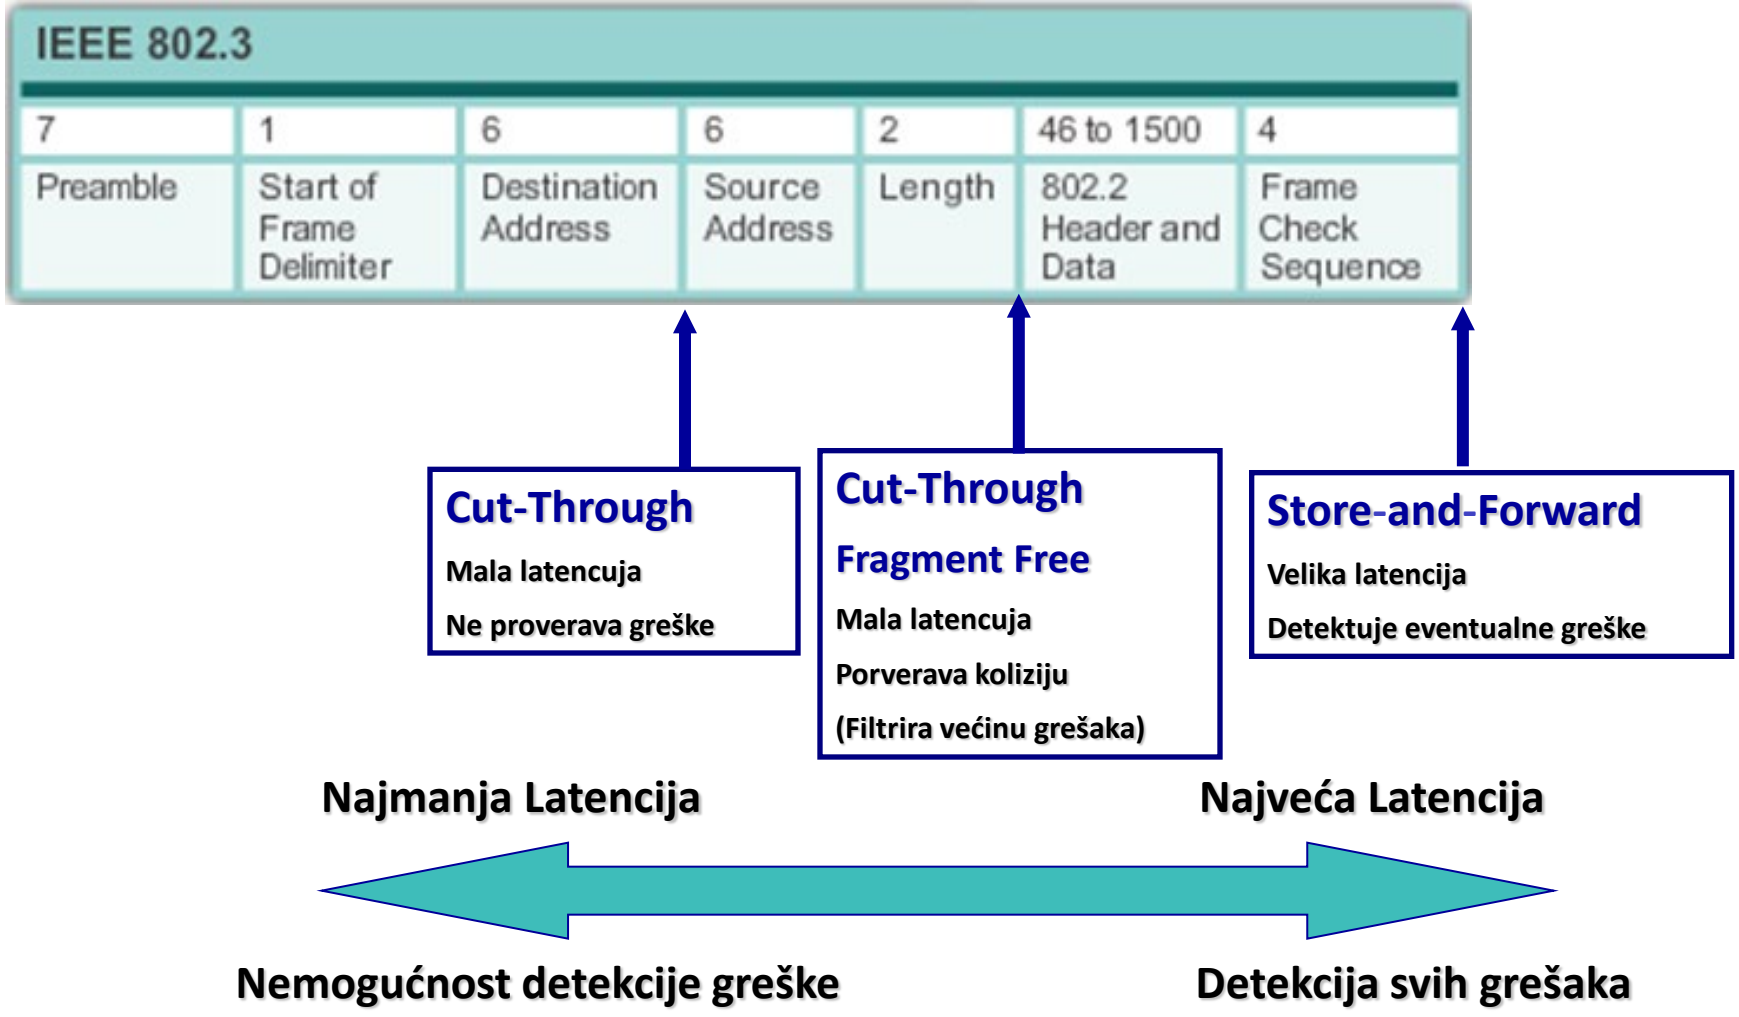 IEEE 802.3
7 1 6 6 2 46 to 1500 4
Preamble Start of Destination Source Length 802.2 Frame
Frame Address Address Header and Check
Delimiter Data Sequence
Cut-Through
Mala latencuja
Ne proverava greške
Cut-Through
Fragment Free
Mala latencuja
Porverava koliziju
(Filtrira većinu grešaka)
Store-and-Forward
Velika latencija
Detektuje eventualne greške
Najmanja Latencija
Najveća Latencija
Nemogućnost detekcije greške
Detekcija svih grešaka